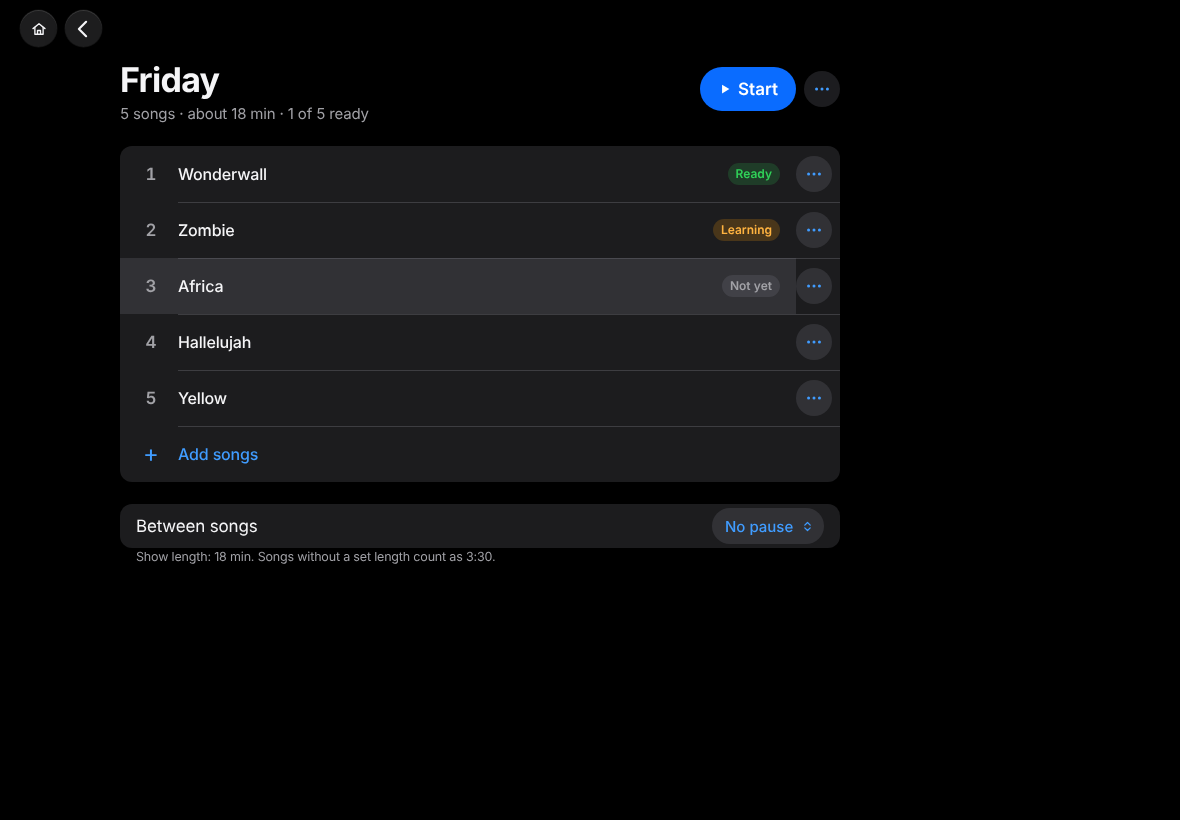 Friday
Start
5 songs · about 18 min · 1 of 5 ready
1 Wonderwall Ready
2 Zombie Learning
3 Africa Not yet
4 Hallelujah
5 Yellow
+ Add songs
Between songs No pause
Show length: 18 min. Songs without a set length count as 3:30.